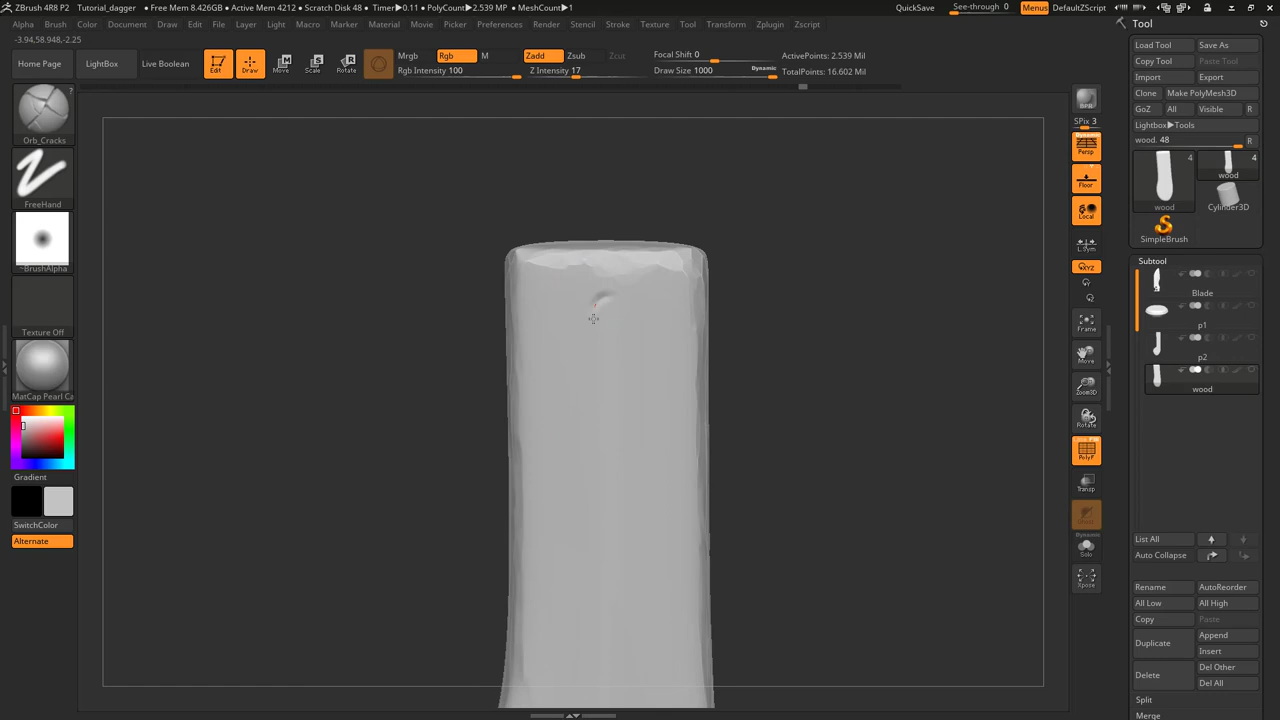 ZBrush 4R8 P2 Tutorial_dagger • Free Mem 8.426GB • Active Mem 4212 • Scratch Disk 48 • Timer▶0.11 • PolyCount▶2.539 MP • MeshCount▶1
QuickSave See-through 0 Menus DefaultZScript
Alpha Brush Color Document Draw Edit File Layer Light Macro Marker Material Movie Picker Preferences Render Stencil Stroke Texture Tool Transform Zplugin Zscript
-3.94,58.948,-2.25
Home Page LightBox Live Boolean
Edit Draw Move Scale Rotate
Mrgb Rgb M
Rgb Intensity 100
Zadd Zsub Zcut
Z Intensity 17
Focal Shift 0
Draw Size 1000 Dynamic
ActivePoints: 2.539 Mil
TotalPoints: 16.602 Mil
?
Orb_Cracks
FreeHand
~BrushAlpha
Texture Off
MatCap Pearl Ca
Gradient
SwitchColor
Alternate
BPR
SPix 3
Dynamic
Persp
Floor
Local
L.Sym
XYZ
Frame
Move
Zoom3D
Rotate
PolyF
Transp
Dynamic
Solo
Xpose
Tool
Load Tool Save As
Copy Tool Paste Tool
Import Export
Clone Make PolyMesh3D
GoZ All Visible R
Lightbox▶Tools
wood. 48 R
4 4
wood
wood Cylinder3D
SimpleBrush
Subtool
Blade
p1
p2
wood
List All
Auto Collapse
Rename AutoReorder
All Low All High
Copy Paste
Duplicate Append
Insert
Delete Del Other
Del All
Split
Merge